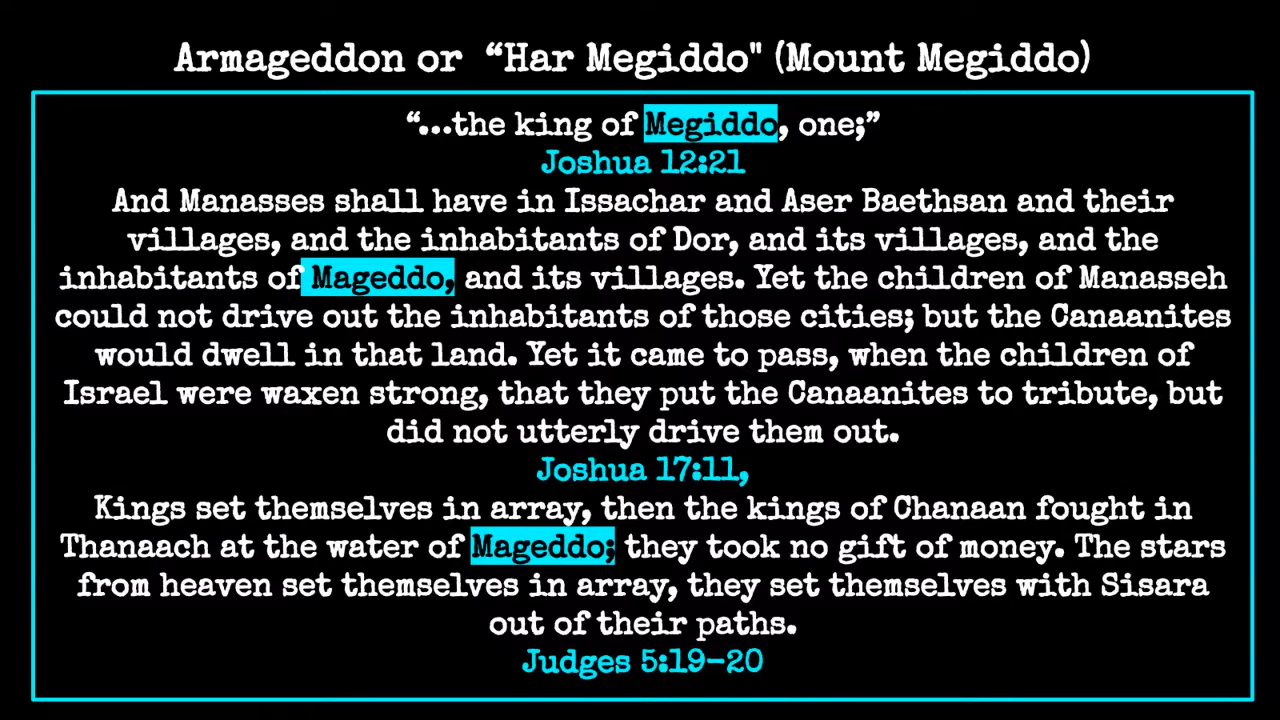 Armageddon or “Har Megiddo" (Mount Megiddo)
“...the king of Megiddo, one;”
Joshua 12:21
And Manasses shall have in Issachar and Aser Baethsan and their
villages, and the inhabitants of Dor, and its villages, and the
inhabitants of Mageddo, and its villages. Yet the children of Manasseh
could not drive out the inhabitants of those cities; but the Canaanites
would dwell in that land. Yet it came to pass, when the children of
Israel were waxen strong, that they put the Canaanites to tribute, but
did not utterly drive them out.
Joshua 17:11,
Kings set themselves in array, then the kings of Chanaan fought in
Thanaach at the water of Mageddo; they took no gift of money. The stars
from heaven set themselves in array, they set themselves with Sisara
out of their paths.
Judges 5:19-20